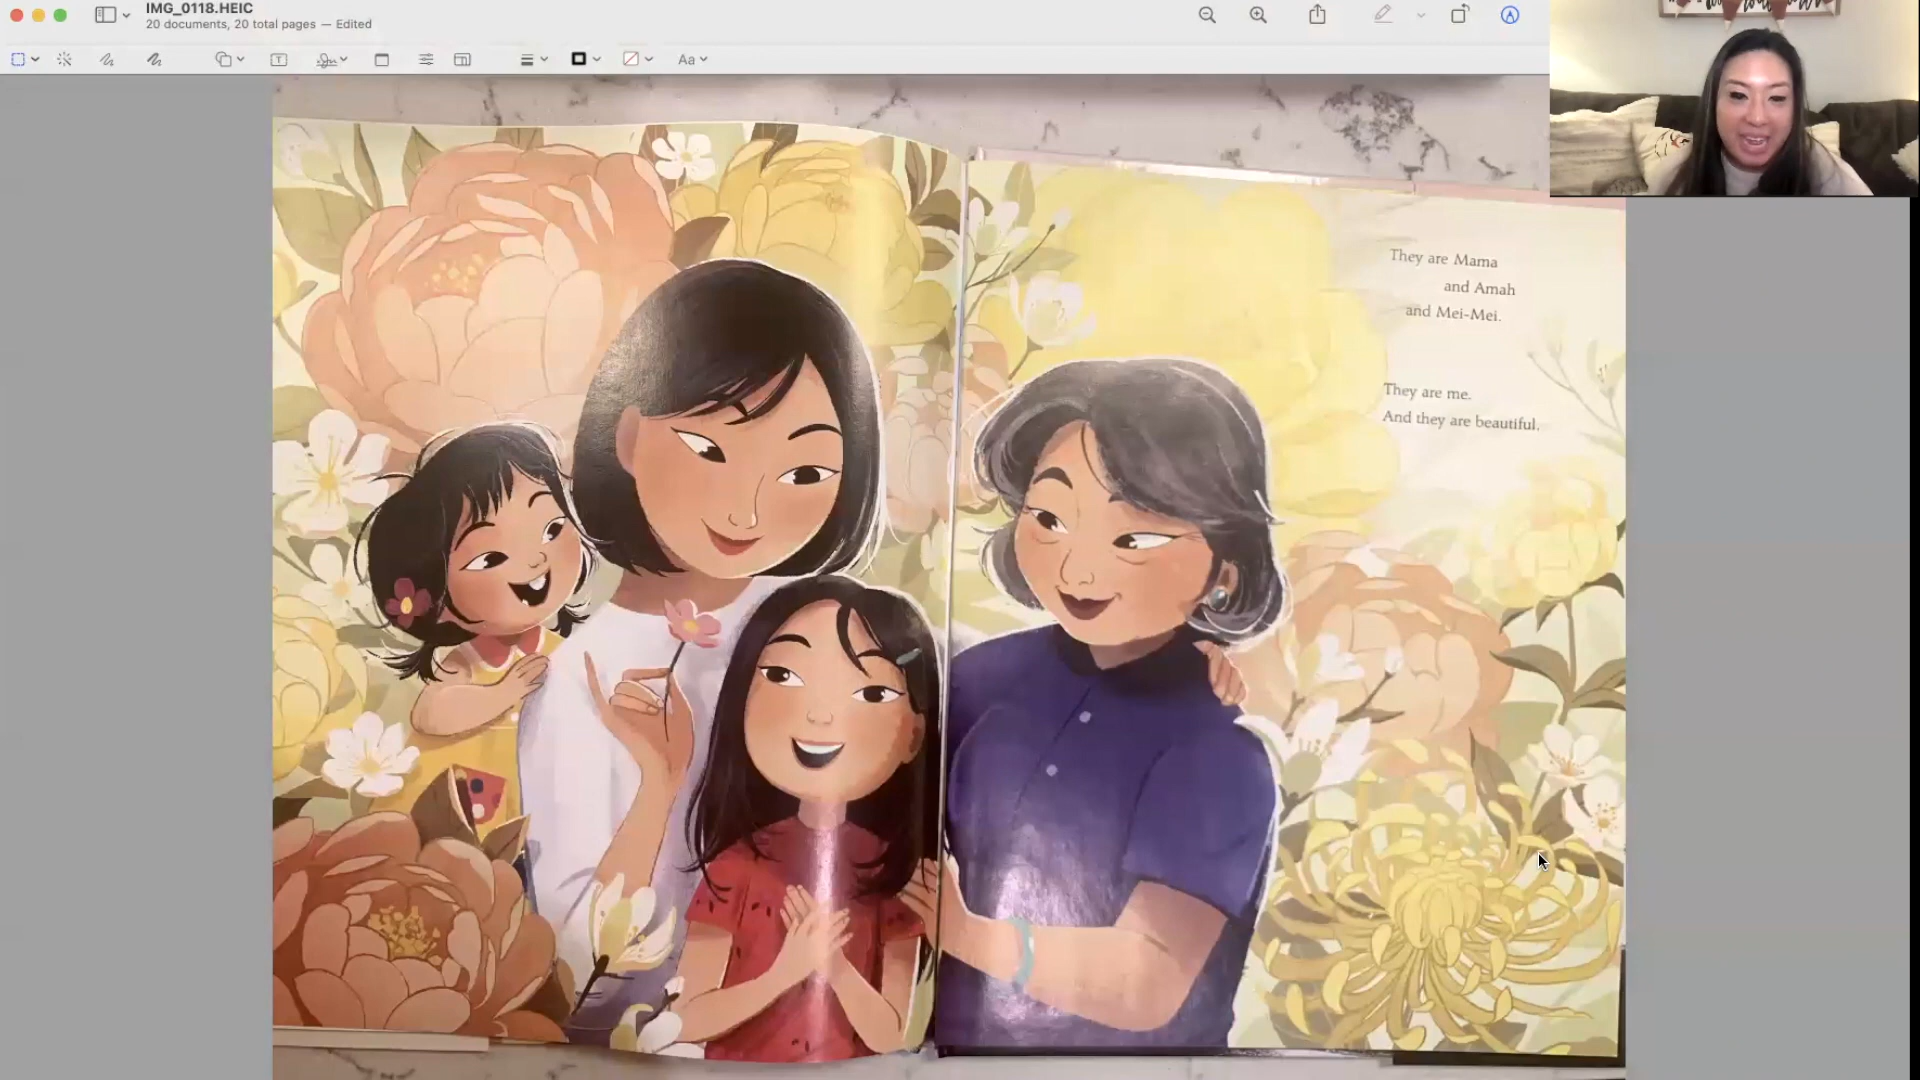 IMG_0118.HEIC
20 documents, 20 total pages — Edited
Aa
They are Mama
and Amah
and Mei-Mei.
They are me.
And they are beautiful.